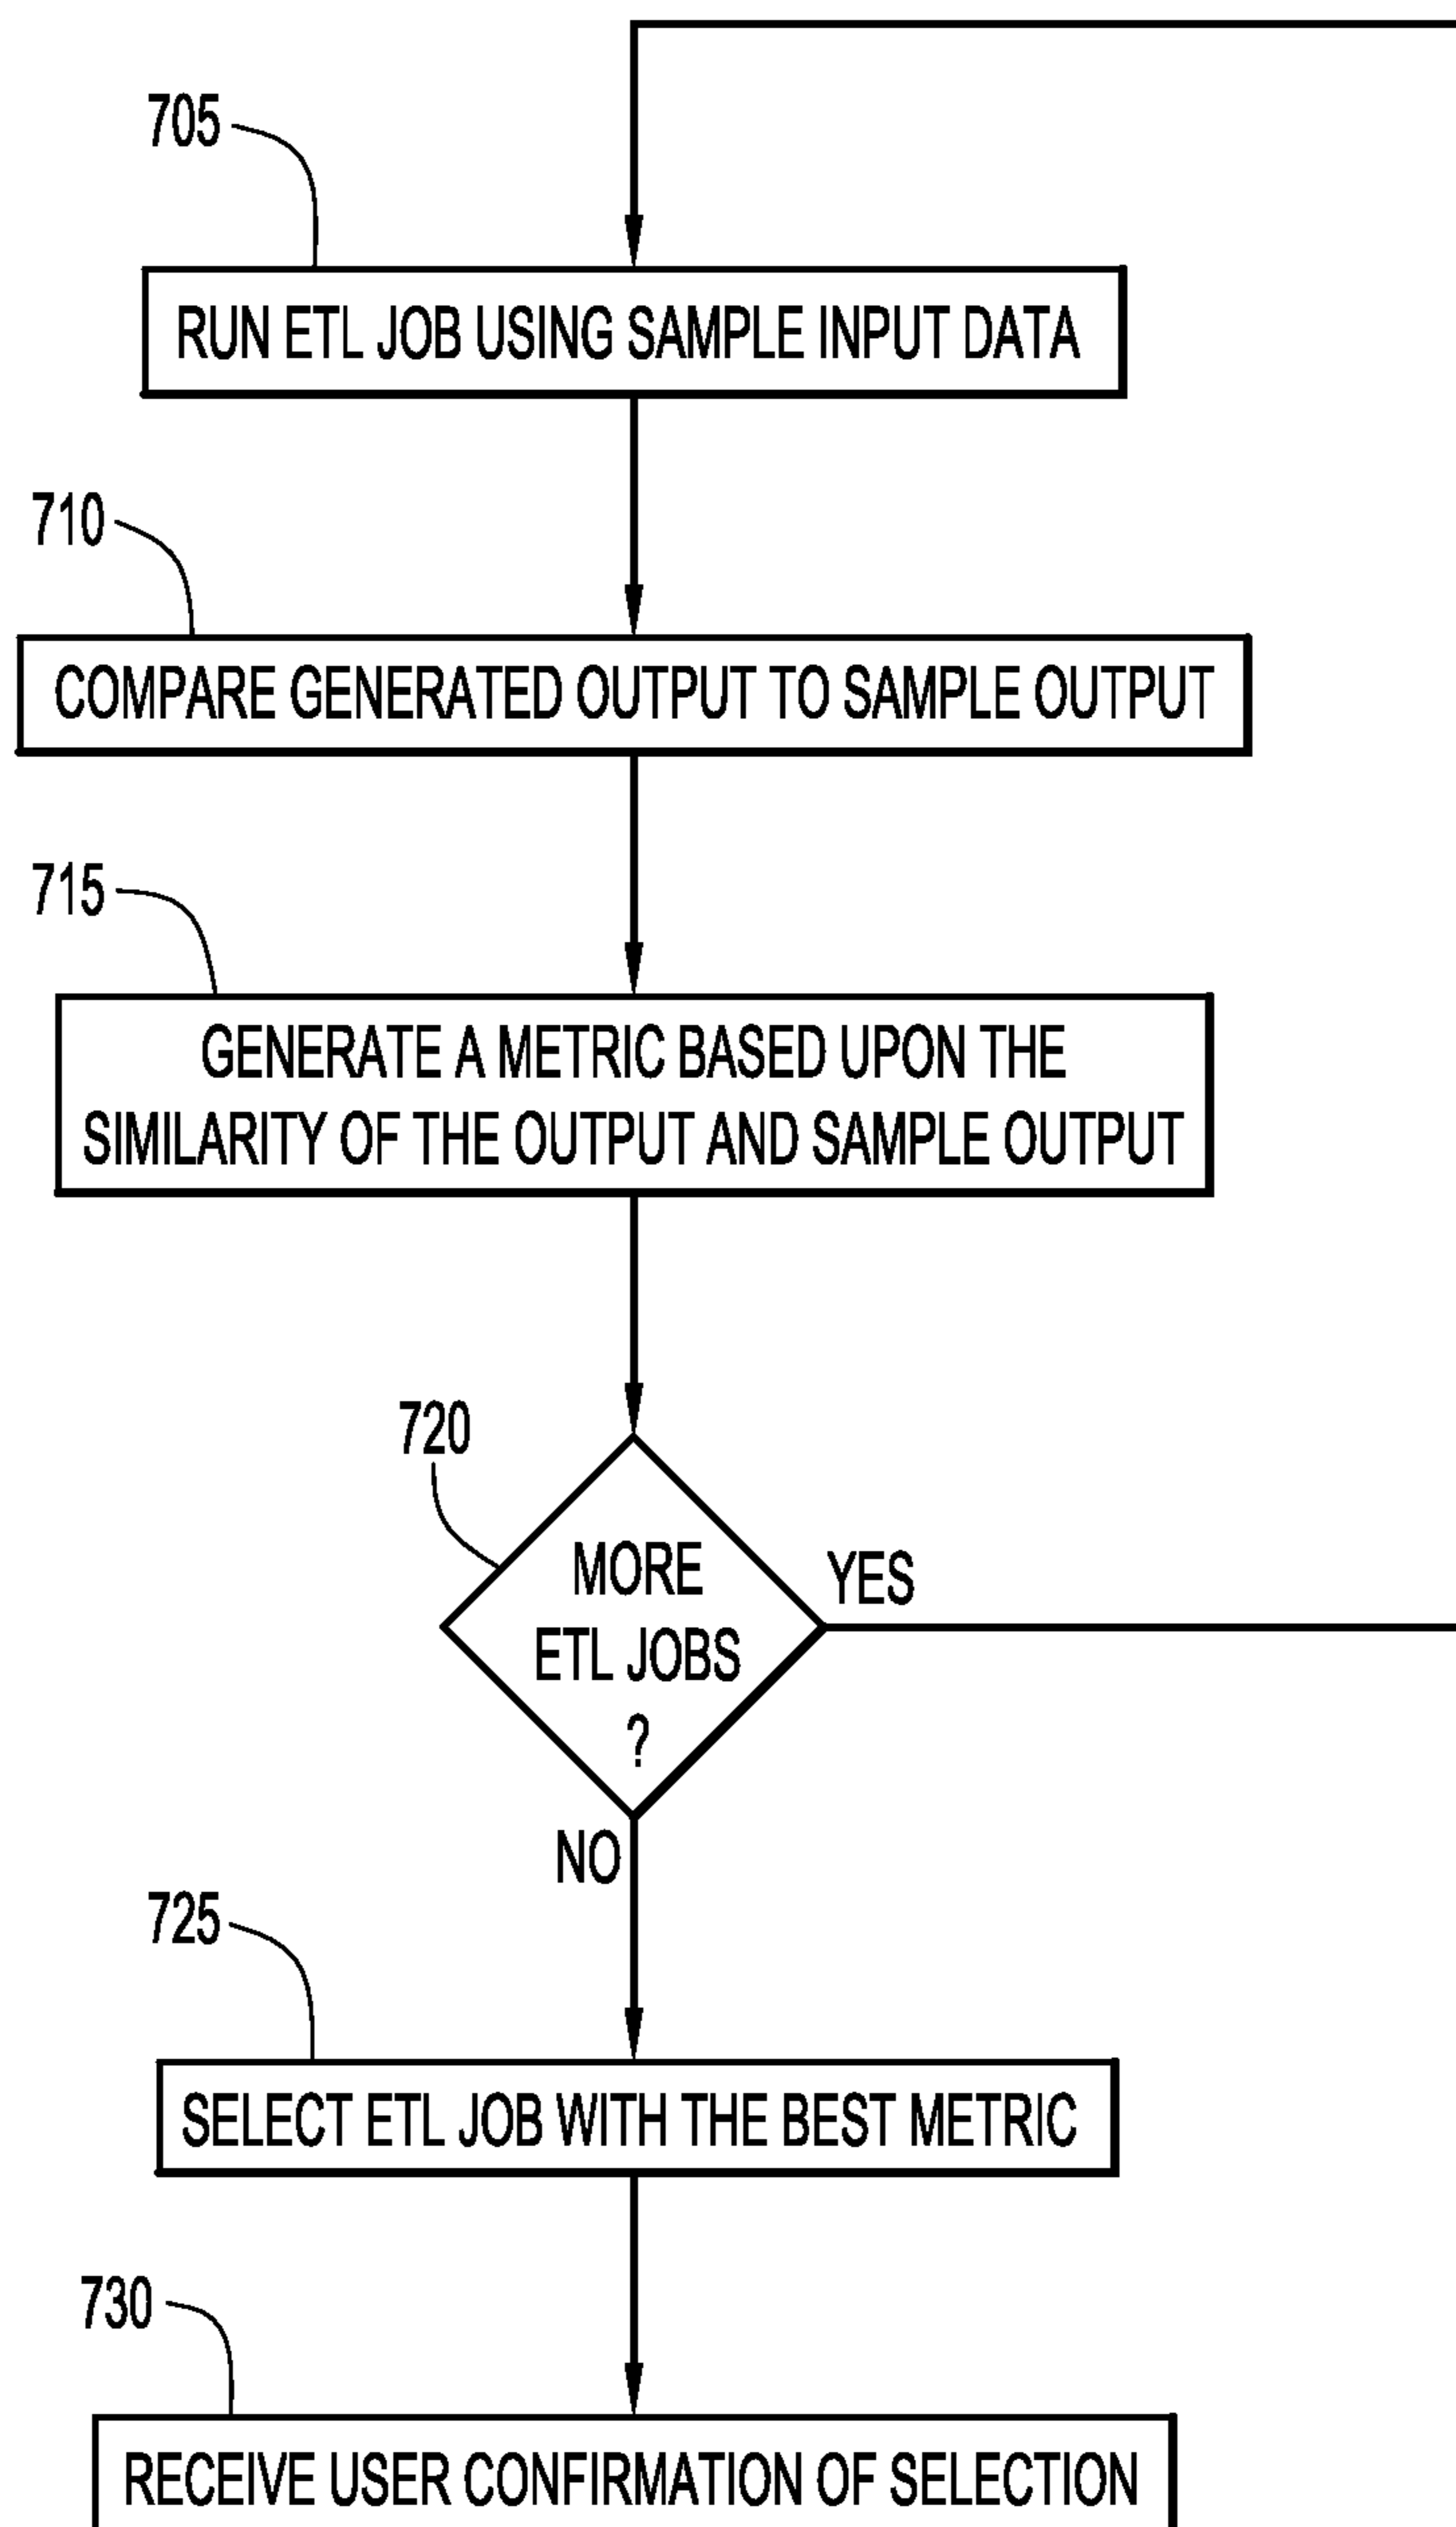 705
RUN ETL JOB USING SAMPLE INPUT DATA
710
COMPARE GENERATED OUTPUT TO SAMPLE OUTPUT
715
GENERATE A METRIC BASED UPON THE
SIMILARITY OF THE OUTPUT AND SAMPLE OUTPUT
720
MORE
ETL JOBS
?
YES
NO
725
SELECT ETL JOB WITH THE BEST METRIC
730
RECEIVE USER CONFIRMATION OF SELECTION